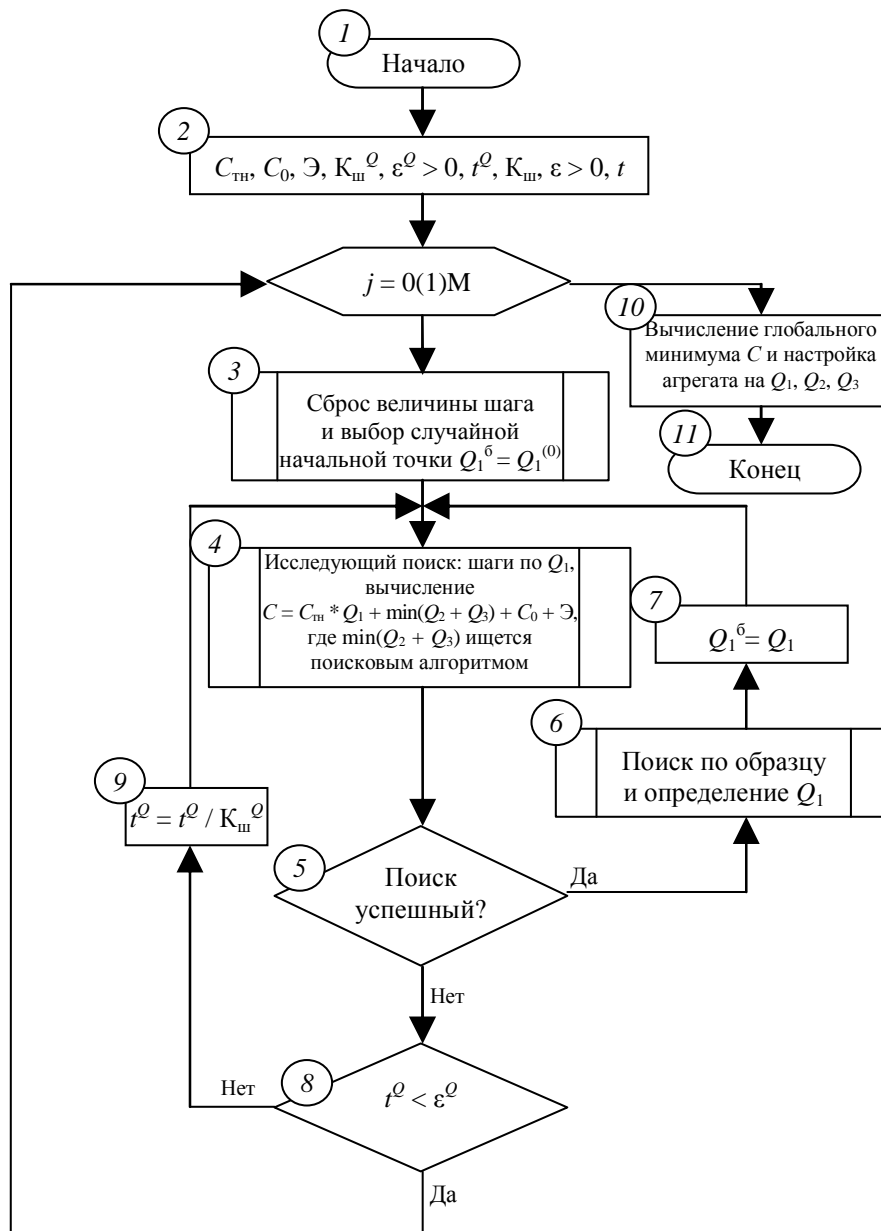 1
Начало
2
C_тн, C_0, Э, К_ш^Q, ε^Q > 0, t^Q, К_ш, ε > 0, t
j = 0(1)М
10
Вычисление глобального
минимума C и настройка
агрегата на Q_1, Q_2, Q_3
3
Сброс величины шага
и выбор случайной
начальной точки Q_1^б = Q_1^(0)
11
Конец
4
Исследующий поиск: шаги по Q_1,
вычисление
C = C_тн * Q_1 + min(Q_2 + Q_3) + C_0 + Э,
где min(Q_2 + Q_3) ищется
поисковым алгоритмом
7
Q_1^б = Q_1
6
Поиск по образцу
и определение Q_1
9
t^Q = t^Q / К_ш^Q
5
Поиск
успешный?
Да
Нет
8
t^Q < ε^Q
Нет
Да